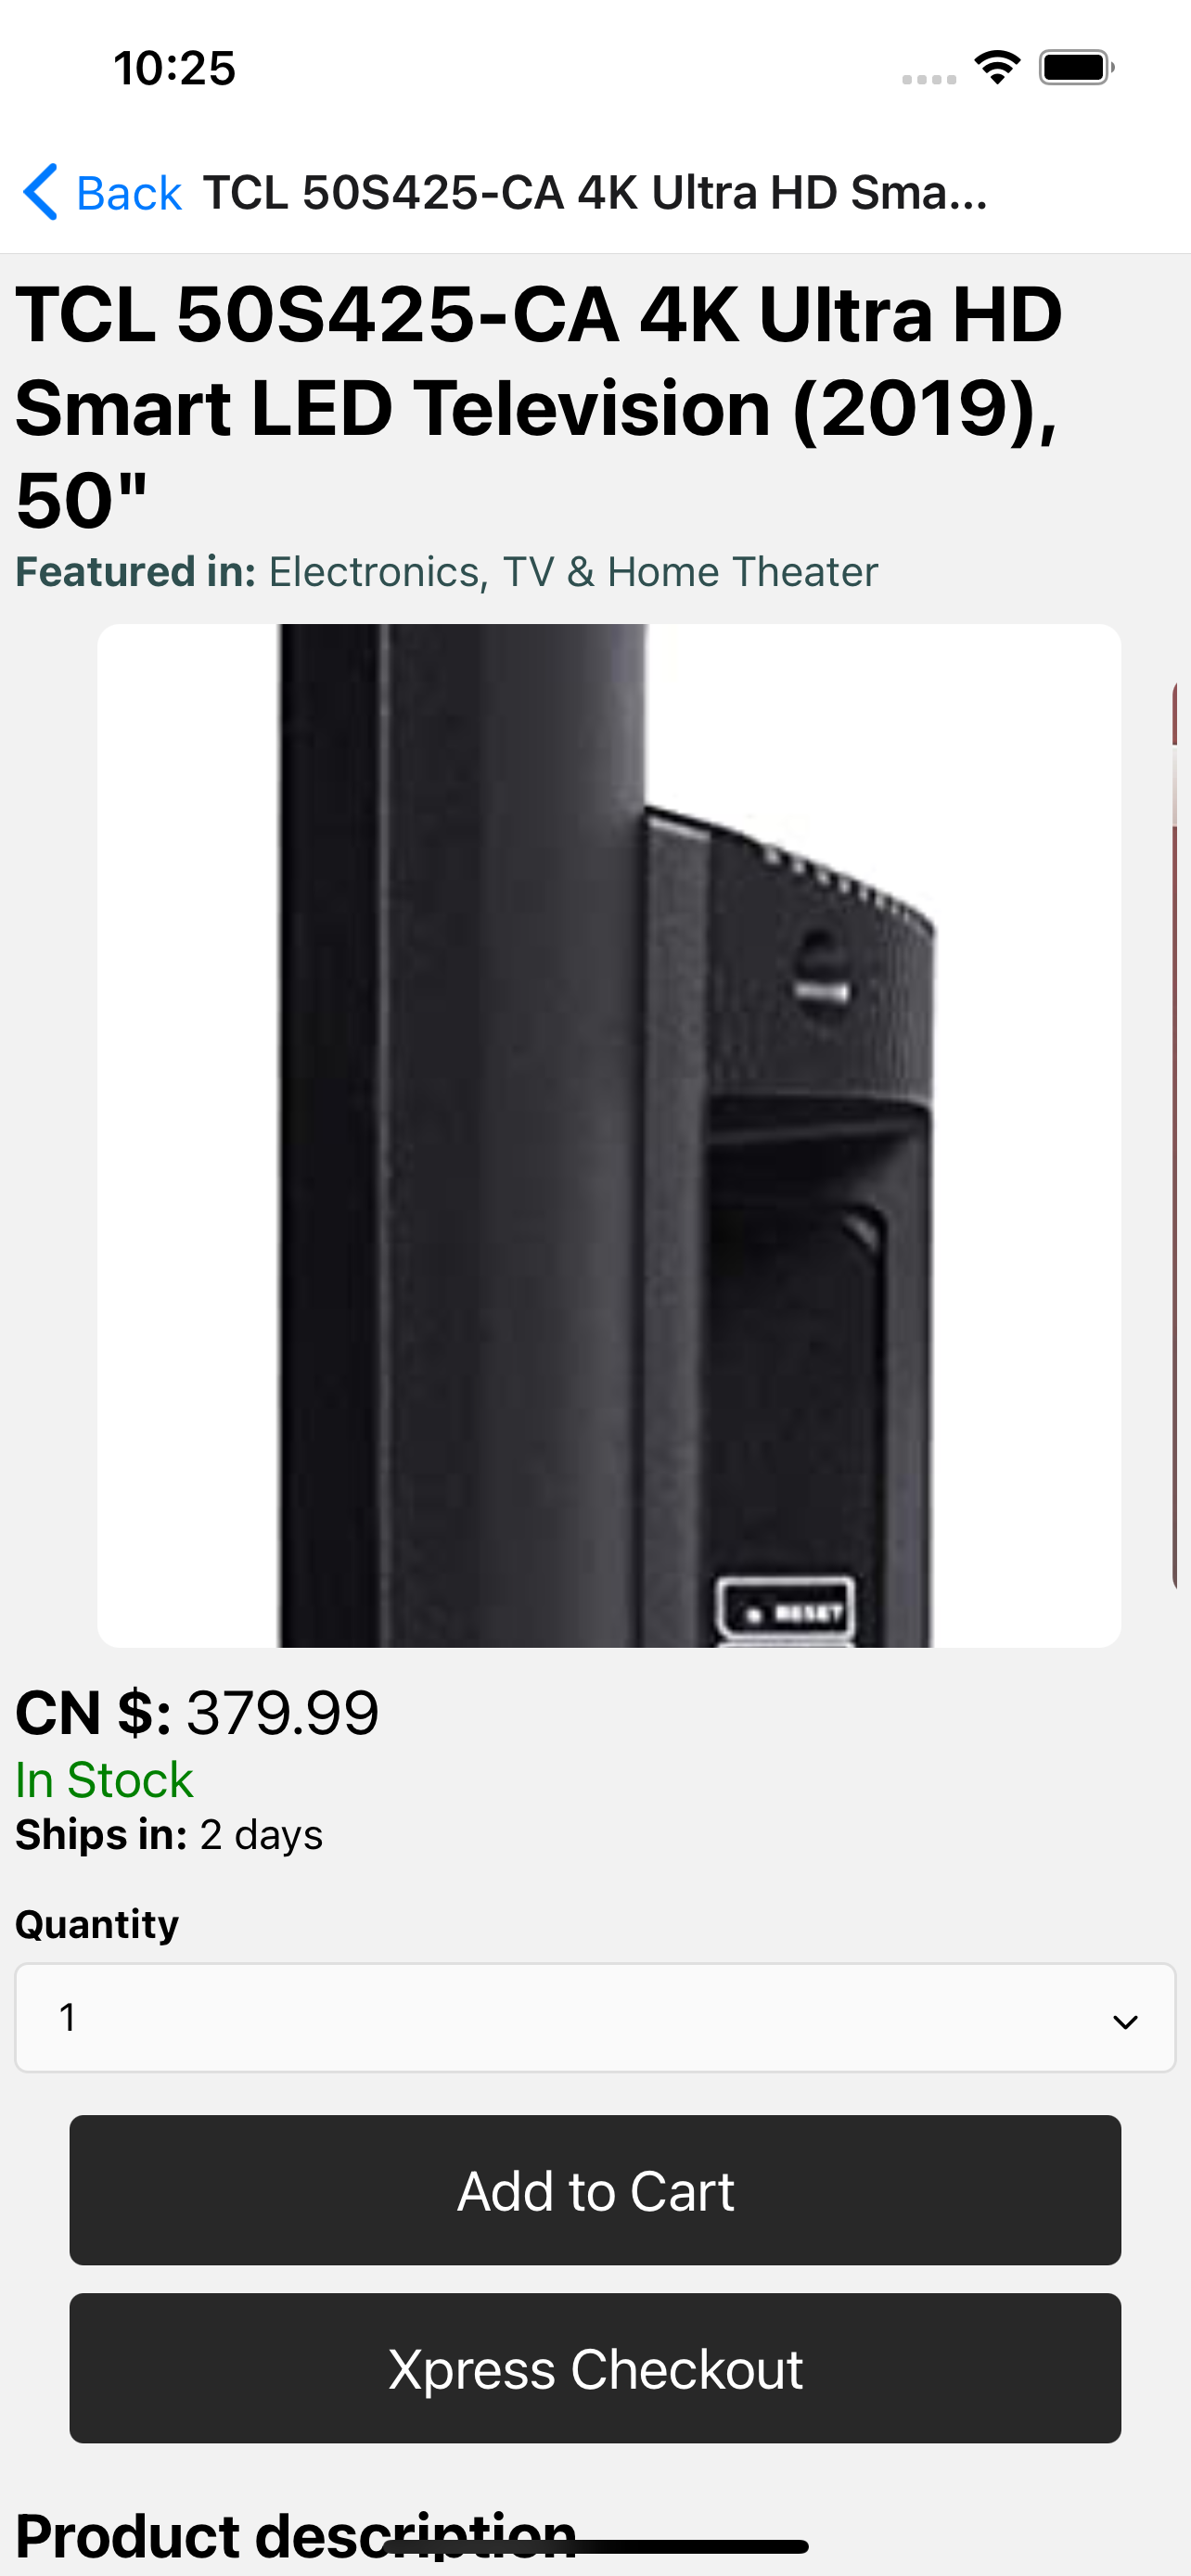 10:25
Back TCL 50S425-CA 4K Ultra HD Sma...
TCL 50S425-CA 4K Ultra HD
Smart LED Television (2019),
50"
Featured in: Electronics, TV & Home Theater
RESET
CN $: 379.99
In Stock
Ships in: 2 days
Quantity
1
Add to Cart
Xpress Checkout
Product description